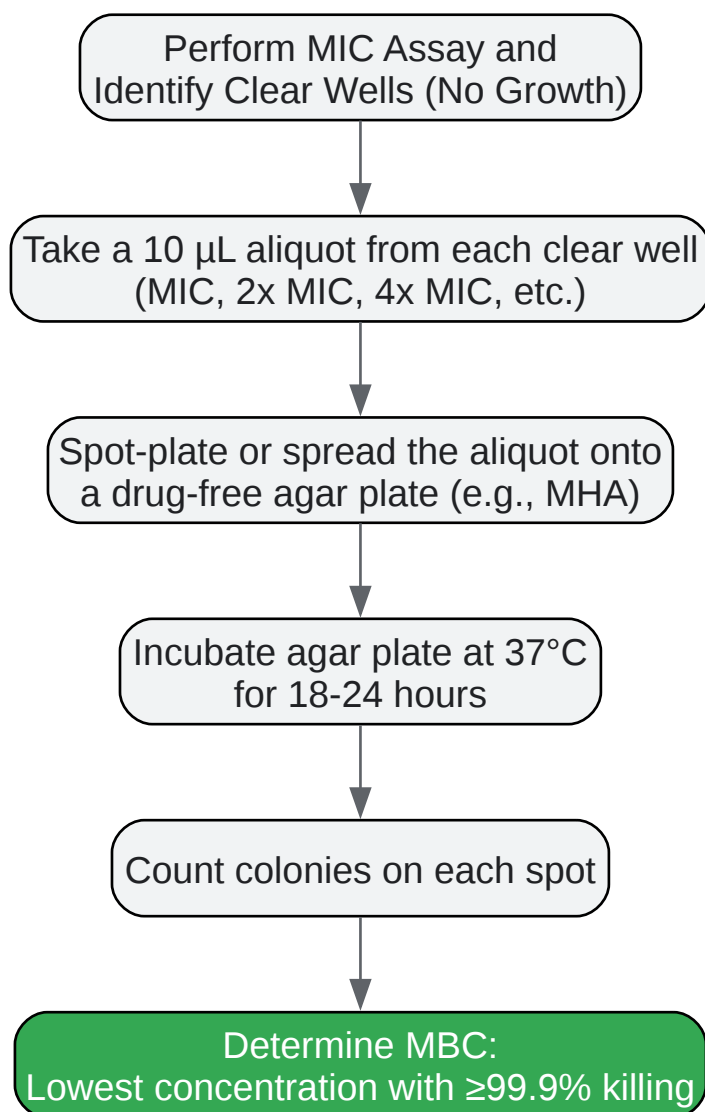 Perform MIC Assay and
Identify Clear Wells (No Growth)
Take a 10 µL aliquot from each clear well
(MIC, 2x MIC, 4x MIC, etc.)
Spot-plate or spread the aliquot onto
a drug-free agar plate (e.g., MHA)
Incubate agar plate at 37°C
for 18-24 hours
Count colonies on each spot
Determine MBC:
Lowest concentration with ≥99.9% killing